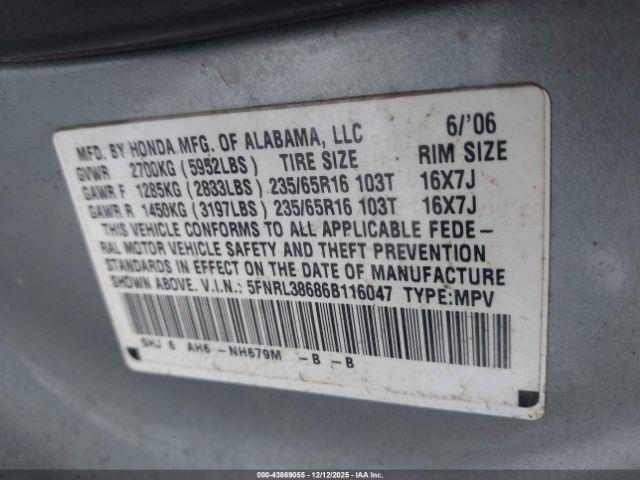 MFD. BY HONDA MFG. OF ALABAMA, LLC 6/'06
GVWR 2700KG (5952LBS) TIRE SIZE RIM SIZE
GAWR F 1285KG (2833LBS) 235/65R16 103T 16X7J
GAWR R 1450KG (3197LBS) 235/65R16 103T 16X7J
THIS VEHICLE CONFORMS TO ALL APPLICABLE FEDE-
RAL MOTOR VEHICLE SAFETY AND THEFT PREVENTION
STANDARDS IN EFFECT ON THE DATE OF MANUFACTURE
SHOWN ABOVE. V.I.N.: 5FNRL38686B116047 TYPE:MPV
SHJ 6 AH6 -NH679M -B -B
000-43869055 - 12/12/2025 - IAA Inc.